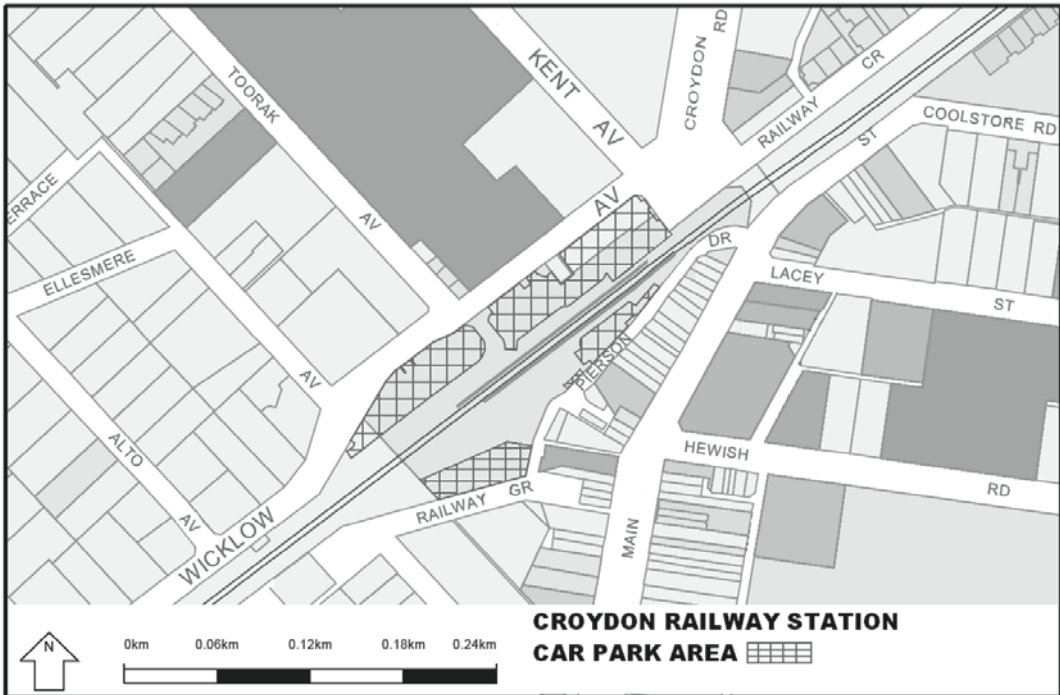 TOORAK
AV
KENT
AV
CROYDON RD
RAILWAY CR
COOLSTORE RD
ST
AV
DR
ELLESMERE
LACEY
ST
PIERSON
AV
ALTO
AV
HEWISH
RD
RAILWAY GR
MAIN
WICKLOW
N
0km 0.06km 0.12km 0.18km 0.24km
CROYDON RAILWAY STATION
CAR PARK AREA